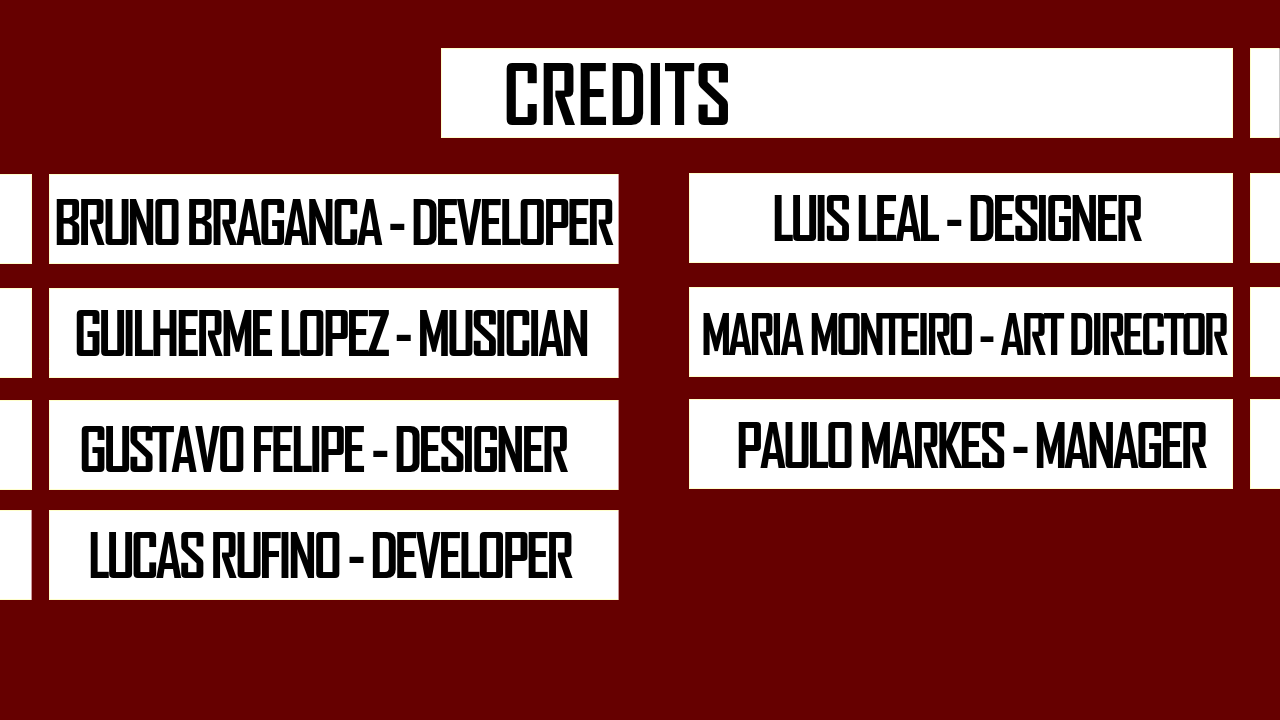 CREDITS
BRUNO BRAGANCA - DEVELOPER
GUILHERME LOPEZ - MUSICIAN
GUSTAVO FELIPE - DESIGNER
LUCAS RUFINO - DEVELOPER
LUIS LEAL - DESIGNER
MARIA MONTEIRO - ART DIRECTOR
PAULO MARKES - MANAGER